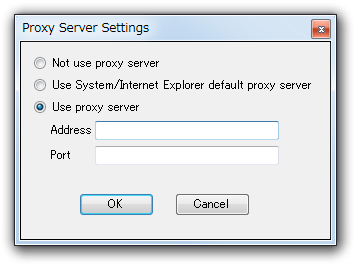 Proxy Server Settings
Not use proxy server
Use System/Internet Explorer default proxy server
Use proxy server
Address
Port
OK
Cancel